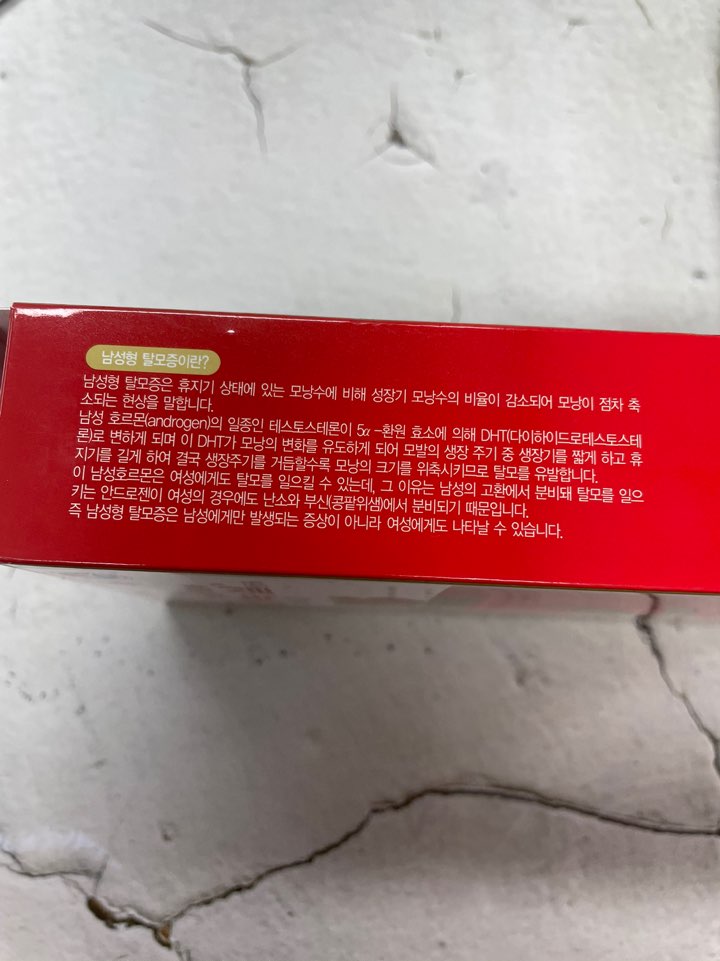 남성형 탈모증이란?
남성형 탈모증은 휴지기 상태에 있는 모낭수에 비해 성장기 모낭수의 비율이 감소되어 모낭이 점차 축
소되는 현상을 말합니다.
남성 호르몬(androgen)의 일종인 테스토스테론이 5α -환원 효소에 의해 DHT(다이하이드로테스토스테
론)로 변하게 되며 이 DHT가 모낭의 변화를 유도하게 되어 모발의 생장 주기 중 생장기를 짧게 하고 휴
지기를 길게 하여 결국 생장주기를 거듭할수록 모낭의 크기를 위축시키므로 탈모를 유발합니다.
이 남성호르몬은 여성에게도 탈모를 일으킬 수 있는데, 그 이유는 남성의 고환에서 분비돼 탈모를 일으
키는 안드로젠이 여성의 경우에도 난소와 부신(콩팥위샘)에서 분비되기 때문입니다.
즉 남성형 탈모증은 남성에게만 발생되는 증상이 아니라 여성에게도 나타날 수 있습니다.